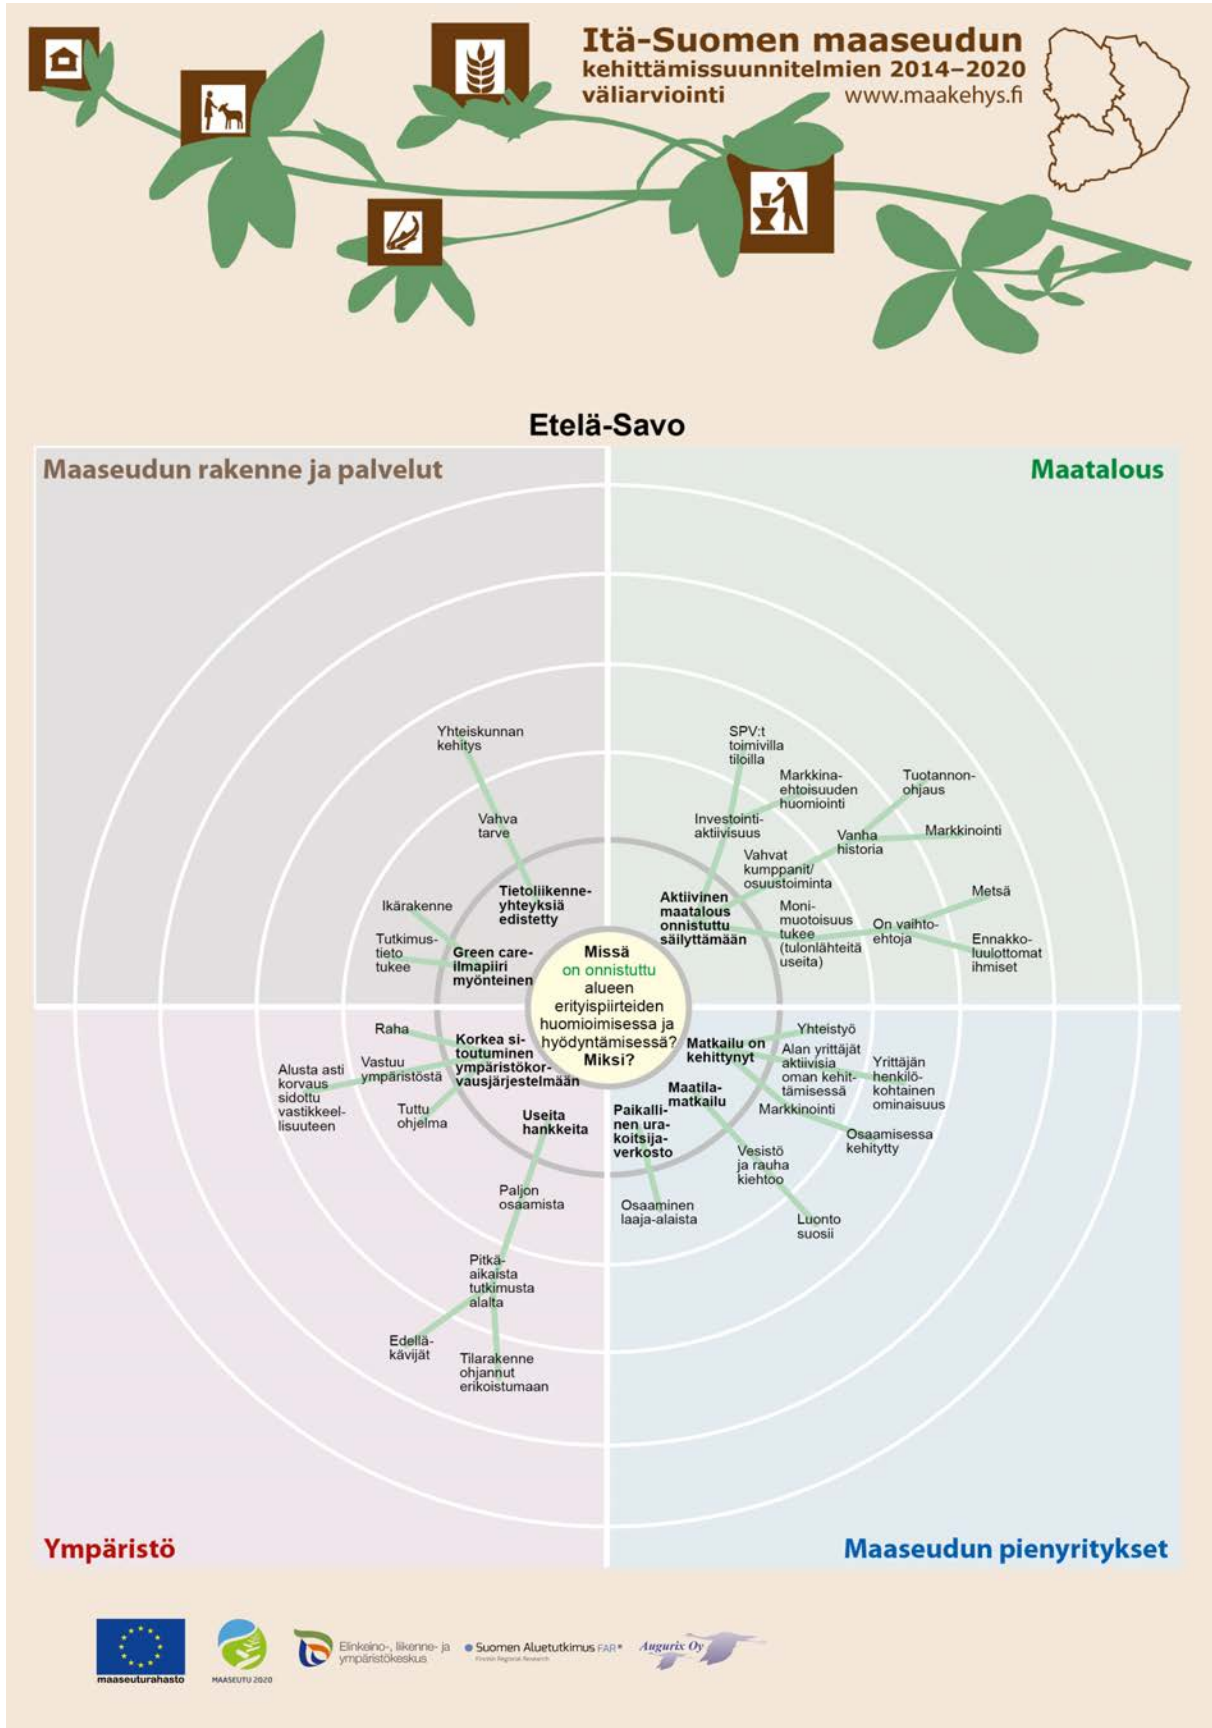 Itä-Suomen maaseudun
kehittämissuunnitelmien 2014–2020
väliarviointi
www.maakehys.fi
Etelä-Savo
Maaseudun rakenne ja palvelut
Maatalous
Yhteiskunnan
kehitys
Vahva
tarve
Tietoliikenne-
yhteyksiä
edistetty
Ikärakenne
Tutkimus-
tieto
tukee
Green care-
ilmapiiri
myönteinen
SPV:t
toimivilla
tiloilla
Markkina-
ehtoisuuden
huomiointi
Tuotannon-
ohjaus
Investointi-
aktiivisuus
Vanha
historia
Markkinointi
Vahvat
kumppanit/
osuustoiminta
Aktiivinen
maatalous
onnistuttu
säilyttämään
Moni-
muotoisuus
tukee
(tulonlähteitä
useita)
On vaihto-
ehtoja
Metsä
Ennakko-
luulottomat
ihmiset
Missä
on onnistuttu
alueen
erityispiirteiden
huomioimisessa ja
hyödyntämisessä?
Miksi?
Raha
Korkea si-
toutuminen
ympäristökor-
vausjärjestelmään
Alusta asti
korvaus
sidottu
vastikkeel-
lisuuteen
Vastuu
ympäristöstä
Tuttu
ohjelma
Useita
hankkeita
Paljon
osaamista
Pitkä-
aikaista
tutkimusta
alalta
Edellä-
kävijät
Tilarakenne
ohjannut
erikoistumaan
Matkailu on
kehittynyt
Yhteistyö
Alan yrittäjät
aktiivisia
oman kehit-
tämisessä
Yrittäjän
henkilö-
kohtainen
ominaisuus
Markkinointi
Osaamisessa
kehitytty
Maatila-
matkailu
Vesistö
ja rauha
kiehtoo
Luonto
suosii
Paikalli-
nen ura-
koitsija-
verkosto
Osaaminen
laaja-alaista
Ympäristö
Maaseudun pienyritykset
maaseuturahasto
MAASEUTU 2020
Elinkeino-, liikenne- ja
ympäristökeskus
Suomen Aluetutkimus FAR
Finnish Regional Research
Augurix Oy